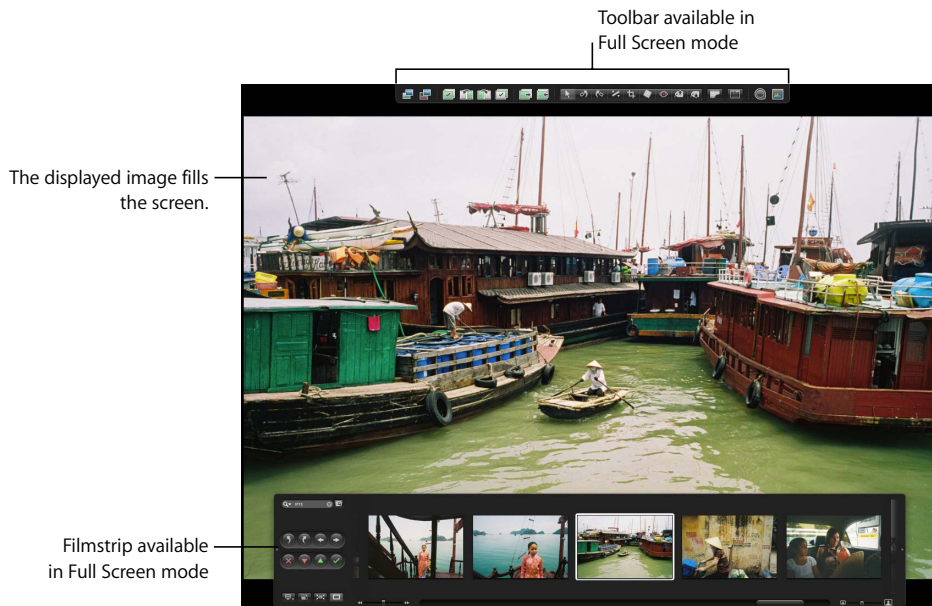 Toolbar available in
Full Screen mode
The displayed image fills
the screen.
Filmstrip available
in Full Screen mode